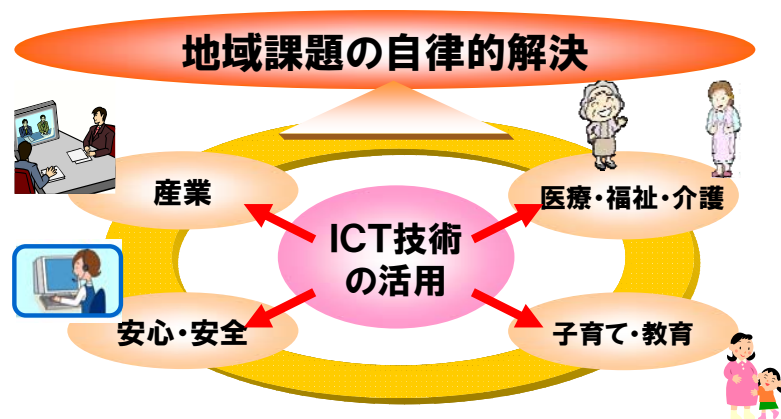 地域課題の自律的解決
産業
医療・福祉・介護
ICT技術
の活用
安心・安全
子育て・教育